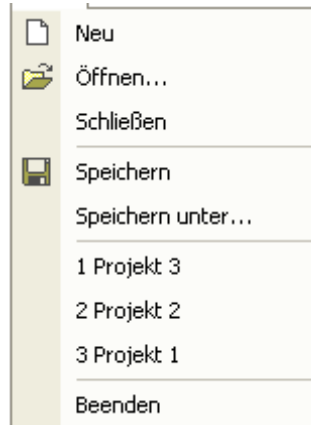 Neu
Öffnen...
Schließen
Speichern
Speichern unter...
1 Projekt 3
2 Projekt 2
3 Projekt 1
Beenden